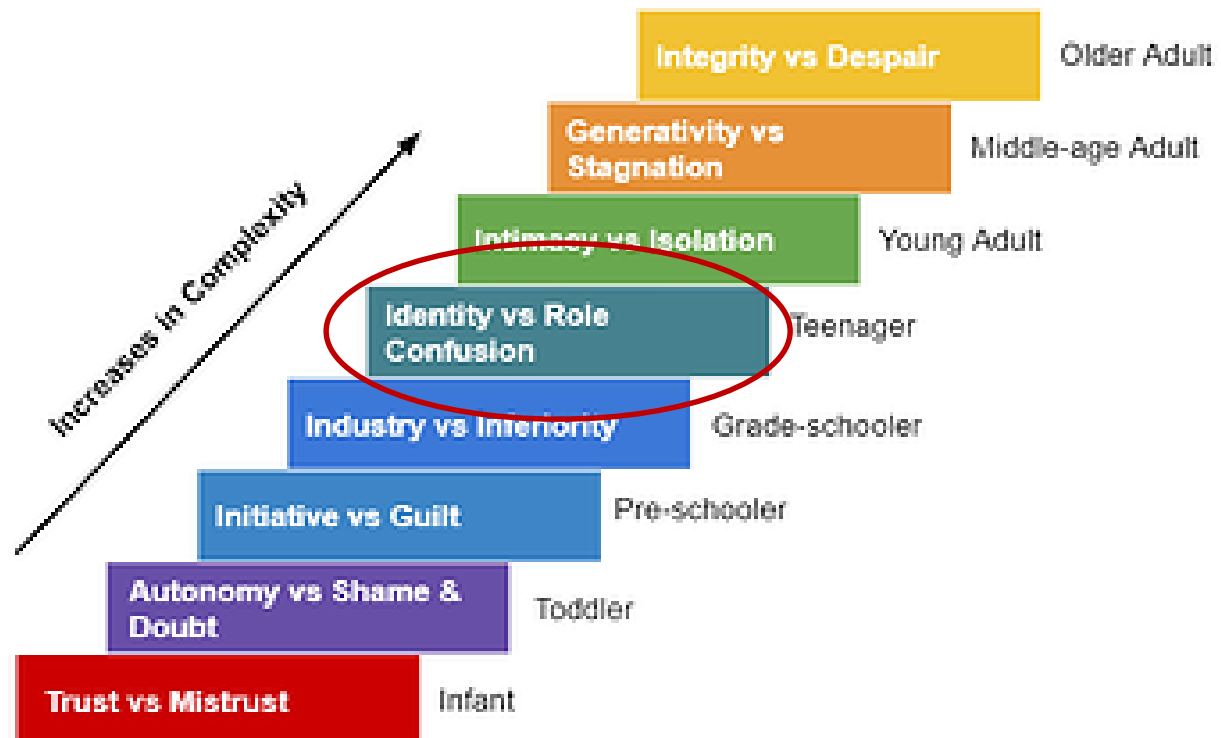 Integrity vs Despair
Older Adult
Generativity vs
Stagnation
Middle-age Adult
Intimacy vs Isolation
Young Adult
Identity vs Role
Confusion
Teenager
Increases in Complexity
Industry vs Inferiority
Grade-schooler
Initiative vs Guilt
Pre-schooler
Autonomy vs Shame &
Doubt
Toddler
Trust vs Mistrust
Infant